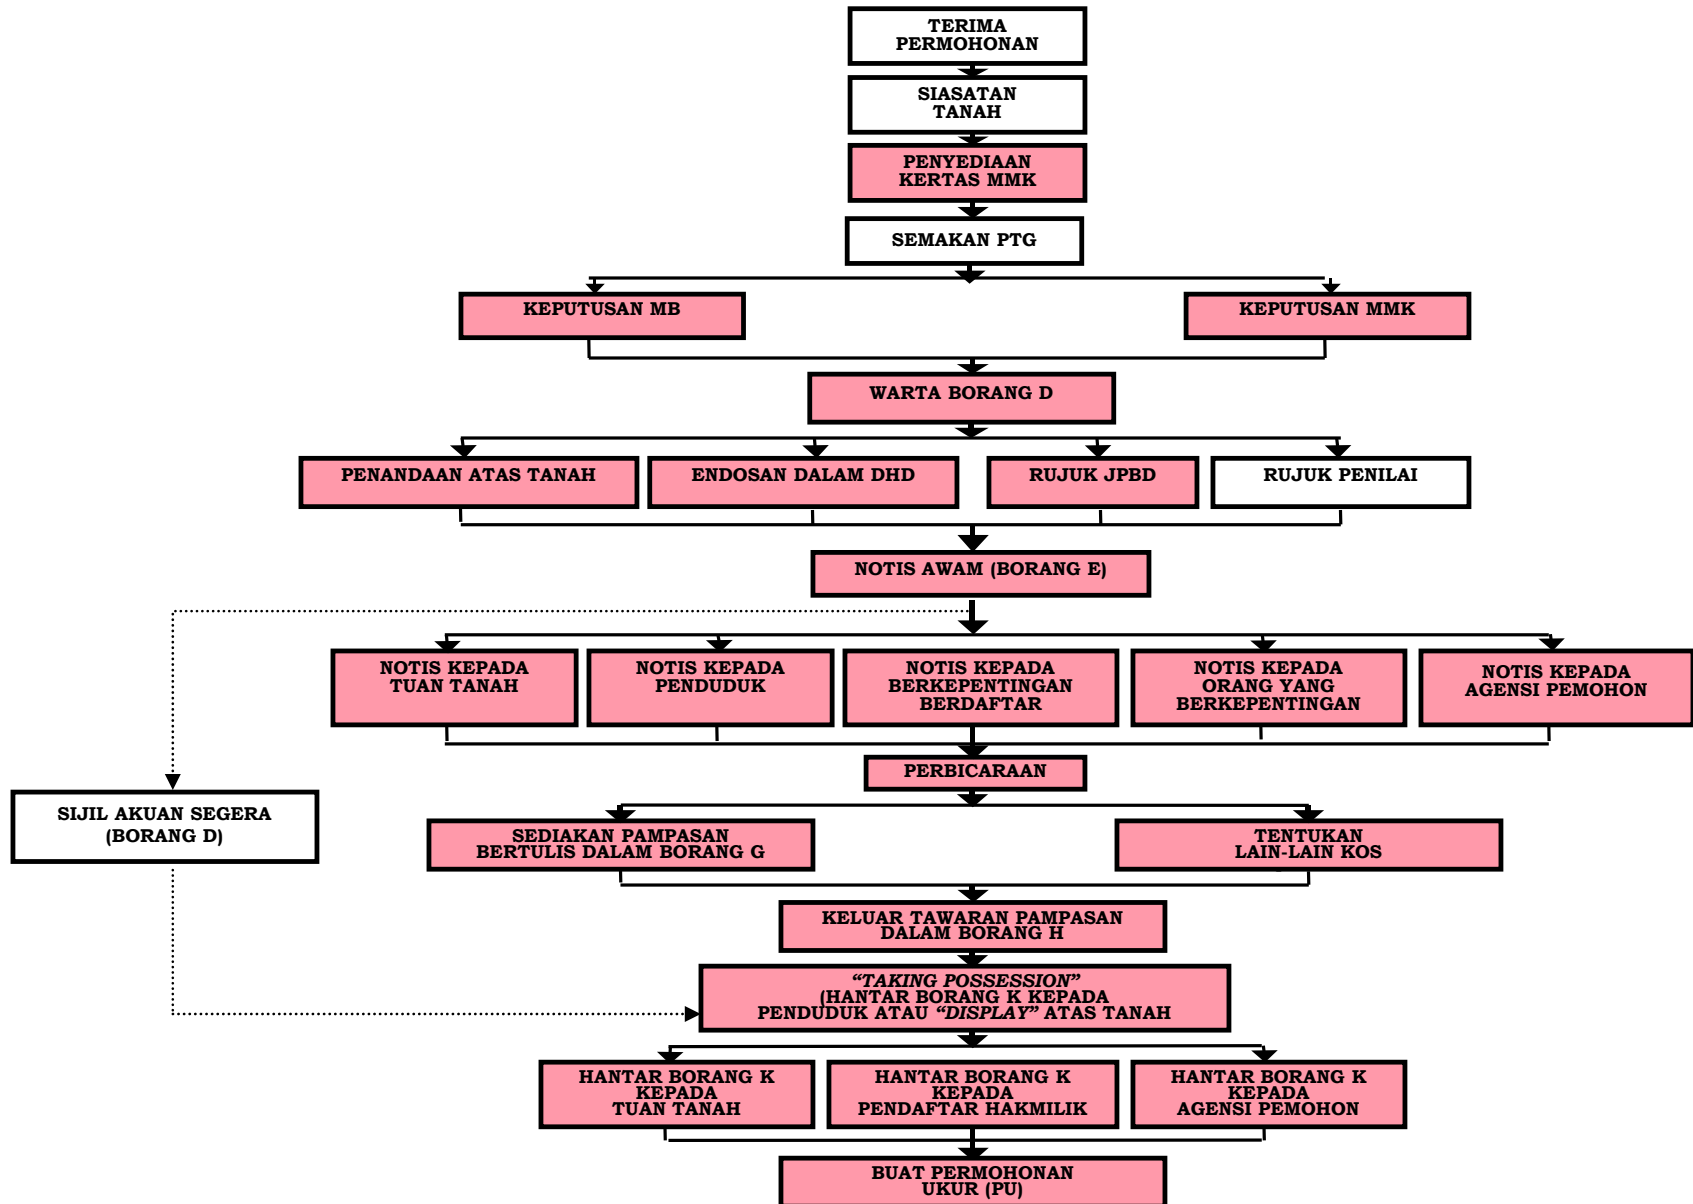 TERIMA
PERMOHONAN
SIASATAN
TANAH
PENYEDIAAN
KERTAS MMK
SEMAKAN PTG
KEPUTUSAN MB
KEPUTUSAN MMK
WARTA BORANG D
PENANDAAN ATAS TANAH
ENDOSAN DALAM DHD
RUJUK JPBD
RUJUK PENILAI
NOTIS AWAM (BORANG E)
NOTIS KEPADA
TUAN TANAH
NOTIS KEPADA
PENDUDUK
NOTIS KEPADA
BERKEPENTINGAN
BERDAFTAR
NOTIS KEPADA
ORANG YANG
BERKEPENTINGAN
NOTIS KEPADA
AGENSI PEMOHON
PERBICARAAN
SIJIL AKUAN SEGERA
(BORANG D)
SEDIAKAN PAMPASAN
BERTULIS DALAM BORANG G
TENTUKAN
LAIN-LAIN KOS
KELUAR TAWARAN PAMPASAN
DALAM BORANG H
“TAKING POSSESSION”
(HANTAR BORANG K KEPADA
PENDUDUK ATAU “DISPLAY” ATAS TANAH
HANTAR BORANG K
KEPADA
TUAN TANAH
HANTAR BORANG K
KEPADA
PENDAFTAR HAKMILIK
HANTAR BORANG K
KEPADA
AGENSI PEMOHON
BUAT PERMOHONAN
UKUR (PU)